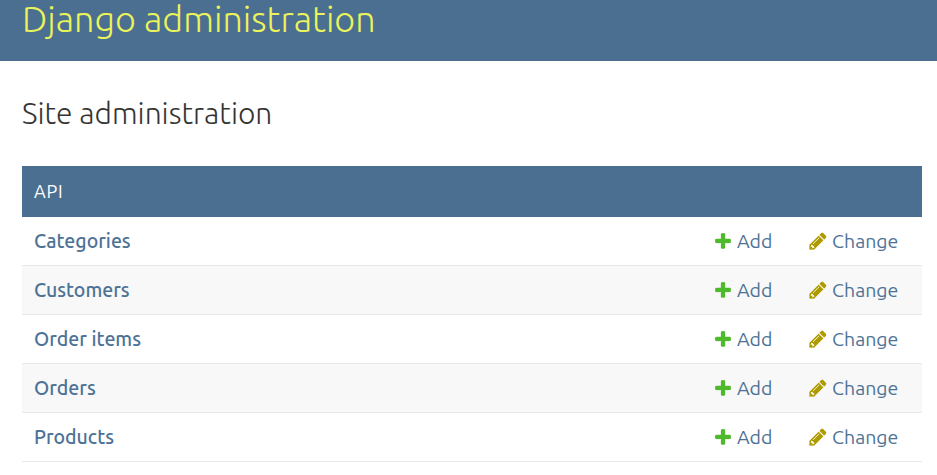 Django administration
Site administration
API
Categories Add Change
Customers Add Change
Order items Add Change
Orders Add Change
Products Add Change